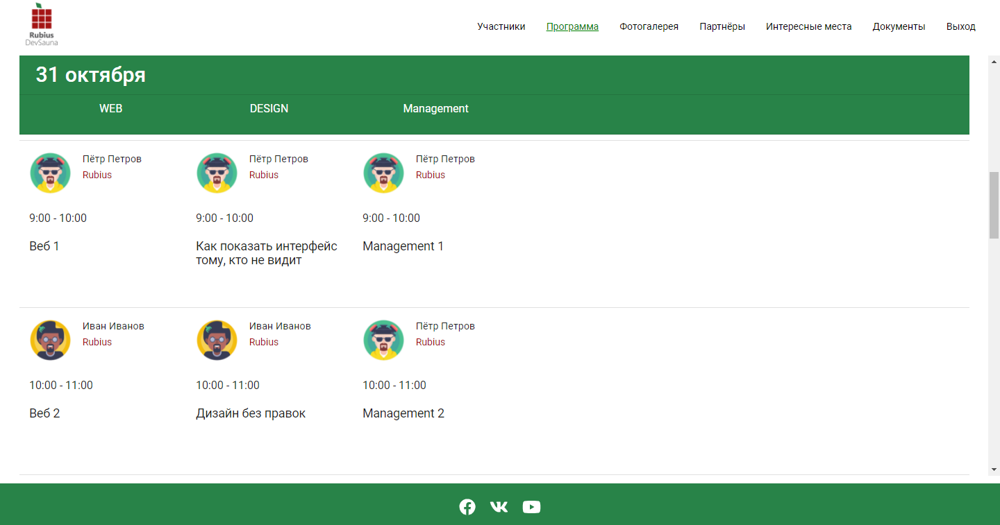 Rubius
DevSauna
Участники Программа Фотогалерея Партнёры Интересные места Документы Выход
31 октября
WEB DESIGN Management
Пётр Петров
Rubius
9:00 - 10:00
Веб 1
Пётр Петров
Rubius
9:00 - 10:00
Как показать интерфейс
тому, кто не видит
Пётр Петров
Rubius
9:00 - 10:00
Management 1
Иван Иванов
Rubius
10:00 - 11:00
Веб 2
Иван Иванов
Rubius
10:00 - 11:00
Дизайн без правок
Пётр Петров
Rubius
10:00 - 11:00
Management 2